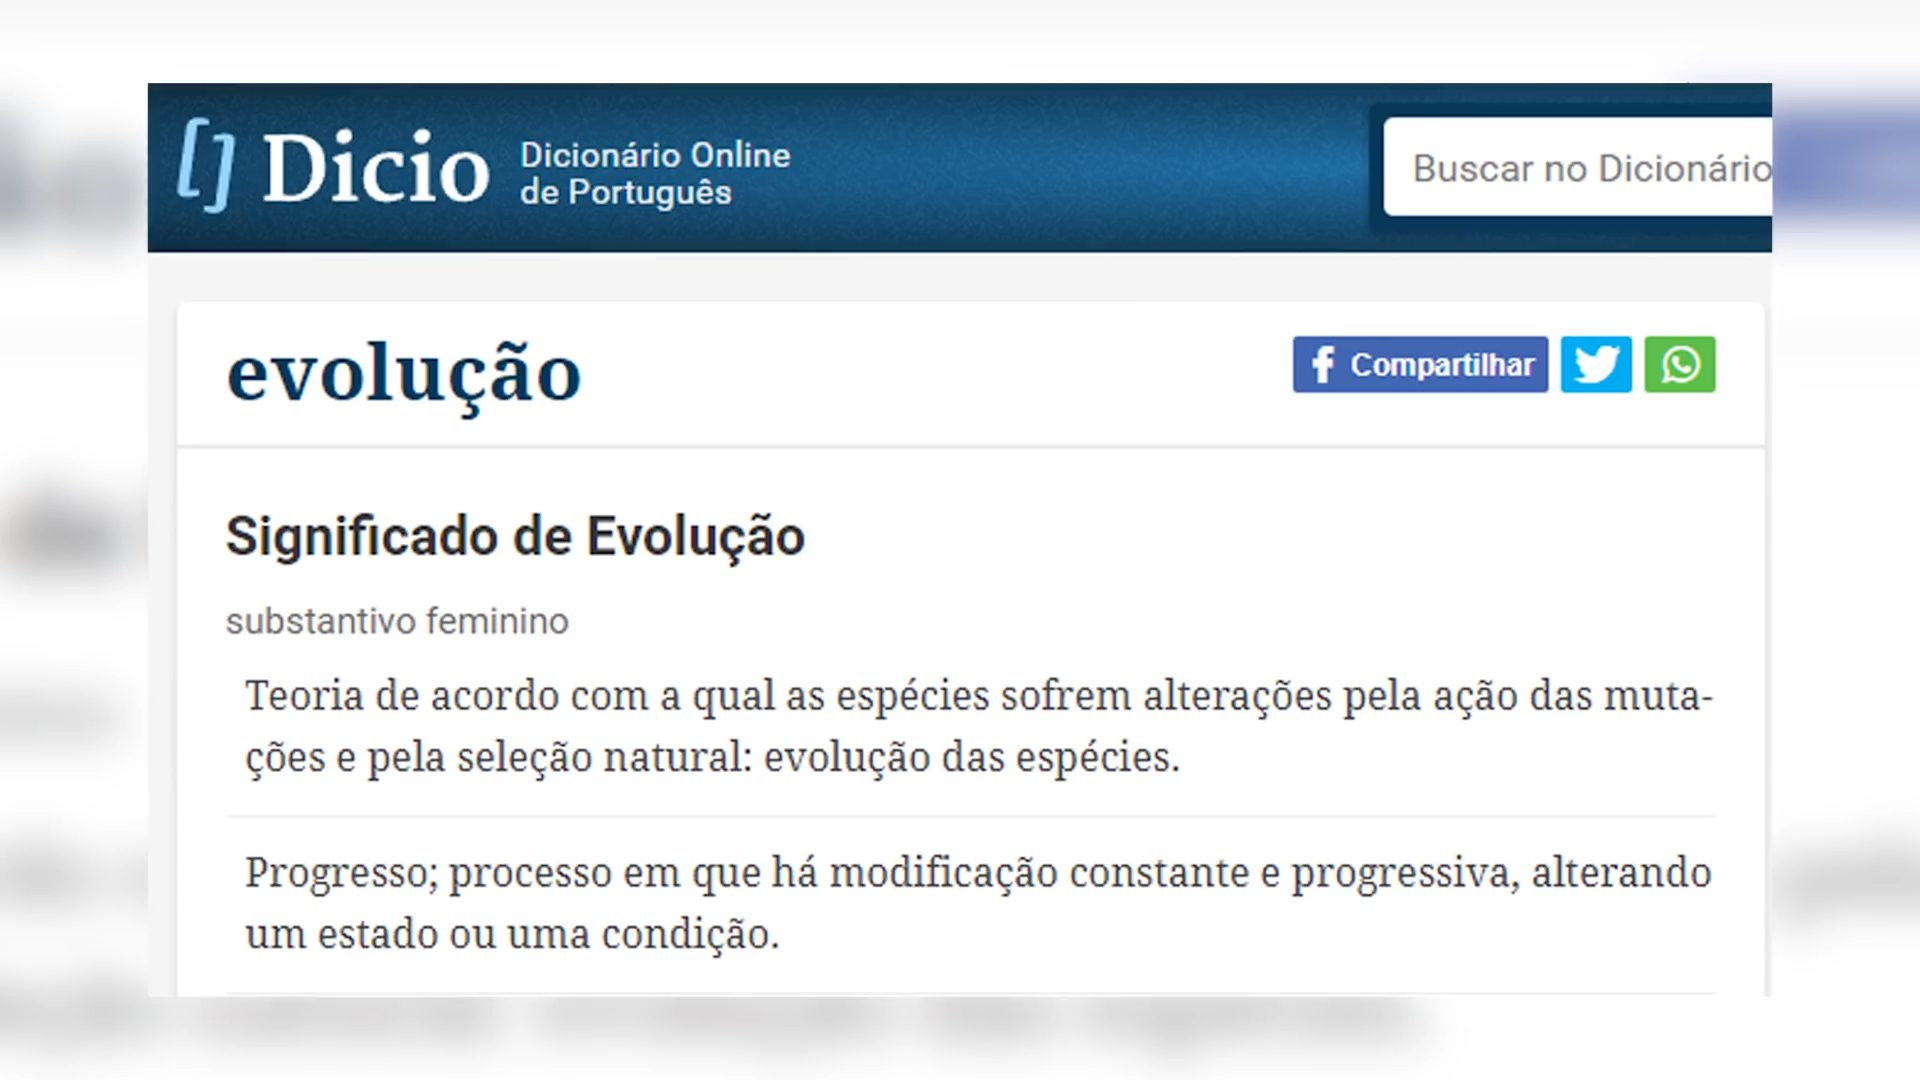 Dicio
Dicionário Online
de Português
Buscar no Dicionário
evolução
Compartilhar
Significado de Evolução
substantivo feminino
Teoria de acordo com a qual as espécies sofrem alterações pela ação das muta-
ções e pela seleção natural: evolução das espécies.
Progresso; processo em que há modificação constante e progressiva, alterando
um estado ou uma condição.